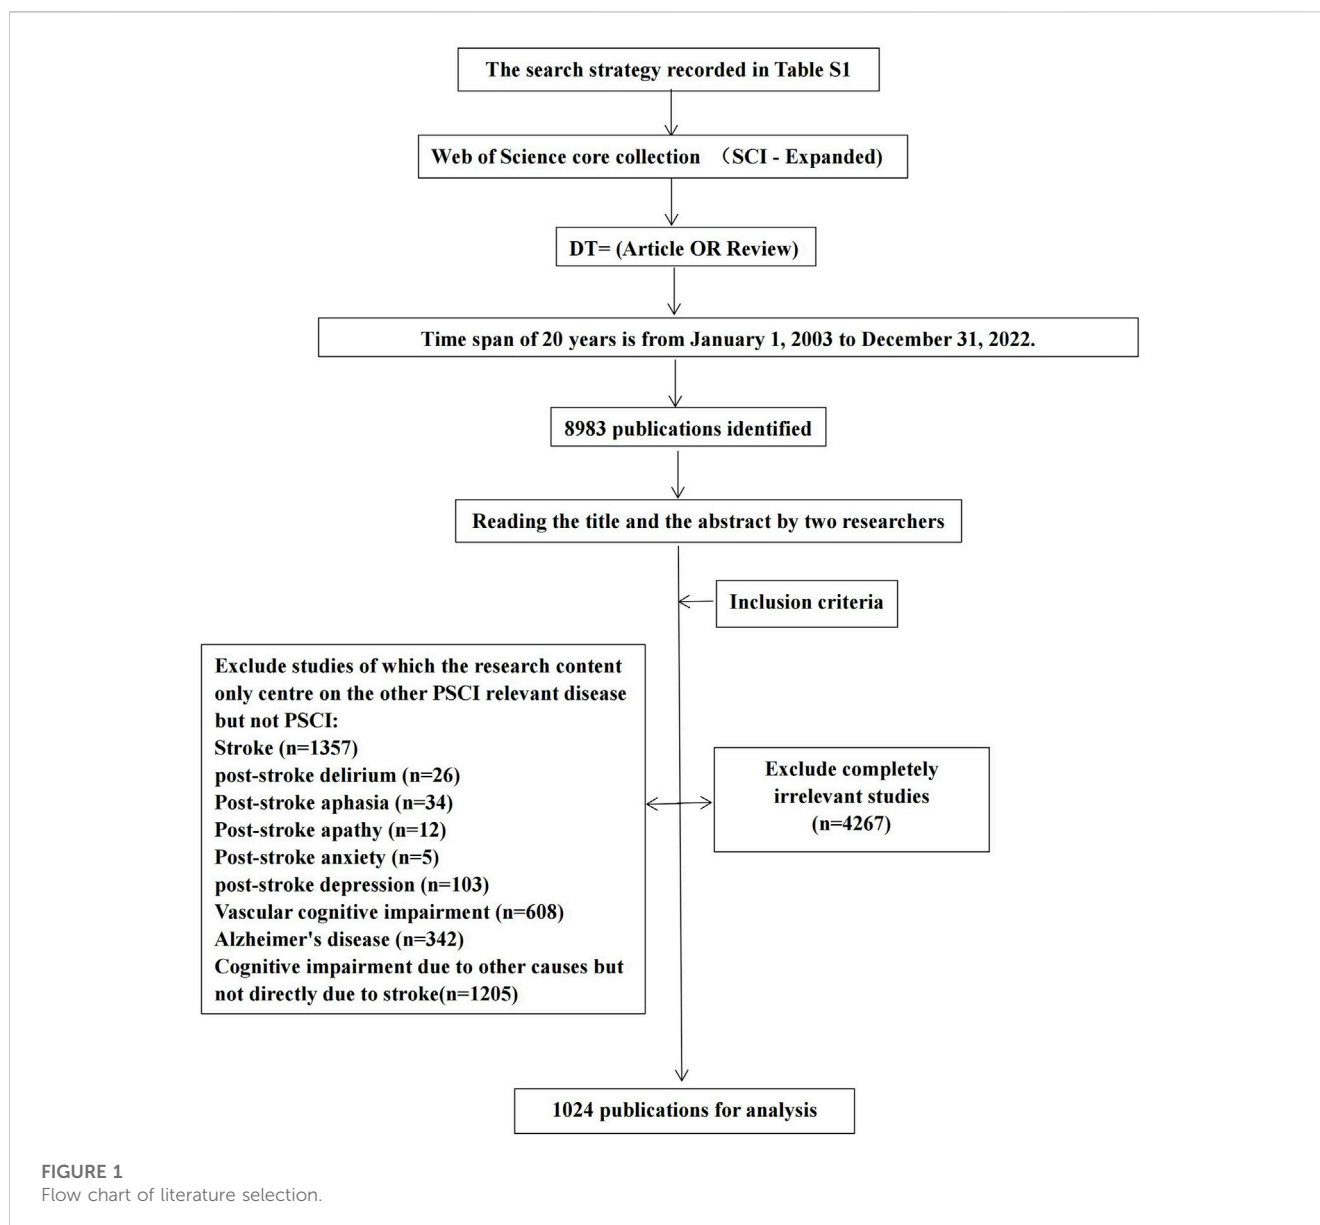 The search strategy recorded in Table S1
Web of Science core collection （SCI - Expanded)
DT= (Article OR Review)
Time span of 20 years is from January 1, 2003 to December 31, 2022.
8983 publications identified
Reading the title and the abstract by two researchers
Inclusion criteria
Exclude studies of which the research content
only centre on the other PSCI relevant disease
but not PSCI:
Stroke (n=1357)
post-stroke delirium (n=26)
Post-stroke aphasia (n=34)
Post-stroke apathy (n=12)
Post-stroke anxiety (n=5)
post-stroke depression (n=103)
Vascular cognitive impairment (n=608)
Alzheimer's disease (n=342)
Cognitive impairment due to other causes but
not directly due to stroke(n=1205)
Exclude completely
irrelevant studies
(n=4267)
1024 publications for analysis
FIGURE 1
Flow chart of literature selection.